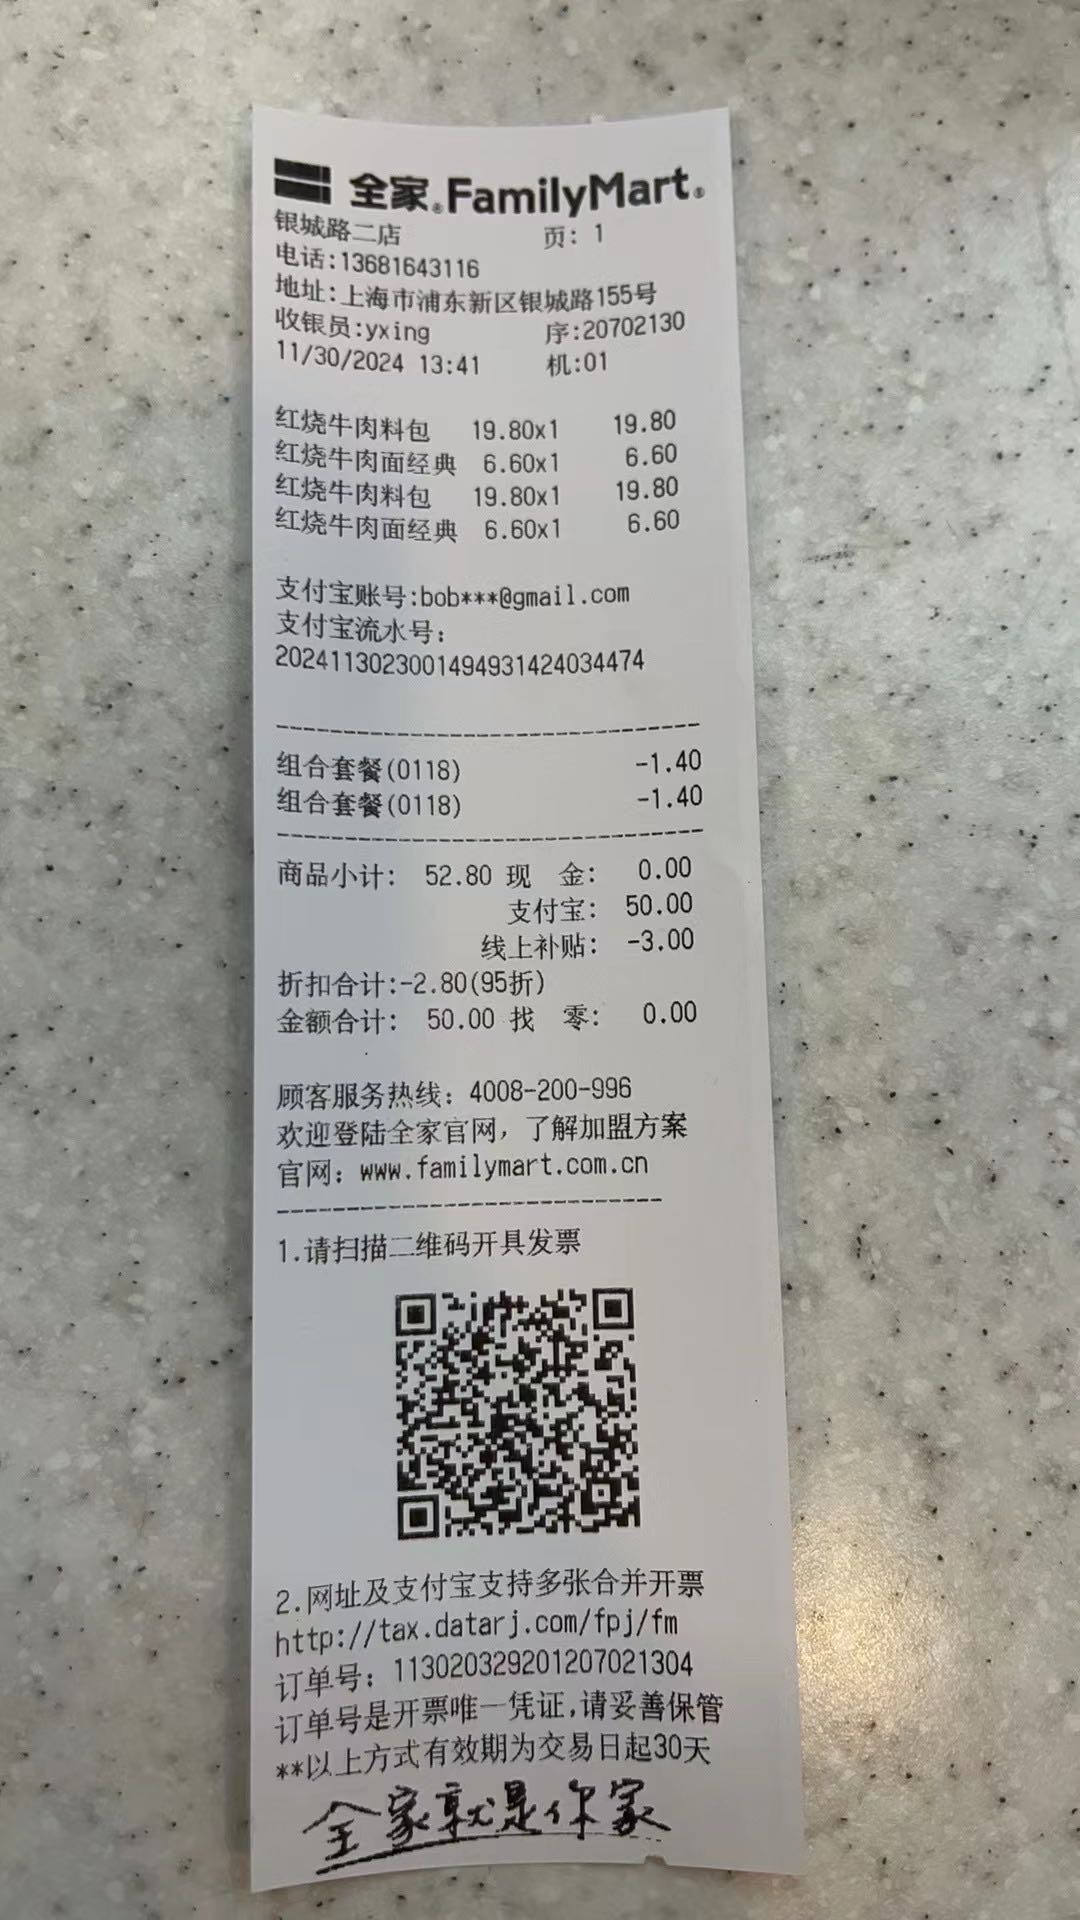 全家®FamilyMart®
银城路二店 页: 1
电话:13681643116
地址:上海市浦东新区银城路155号
收银员:yxing 序:20702130
11/30/2024 13:41 机:01
红烧牛肉料包 19.80x1 19.80
红烧牛肉面经典 6.60x1 6.60
红烧牛肉料包 19.80x1 19.80
红烧牛肉面经典 6.60x1 6.60
支付宝账号:bob***@gmail.com
支付宝流水号:
2024113023001494931424034474
组合套餐(0118) -1.40
组合套餐(0118) -1.40
商品小计: 52.80 现 金: 0.00
支付宝: 50.00
线上补贴: -3.00
折扣合计:-2.80(95折)
金额合计: 50.00 找 零: 0.00
顾客服务热线: 4008-200-996
欢迎登陆全家官网, 了解加盟方案
官网: www.familymart.com.cn
1.请扫描二维码开具发票
2.网址及支付宝支持多张合并开票
http://tax.datarj.com/fpj/fm
订单号: 113020329201207021304
订单号是开票唯一凭证,请妥善保管
**以上方式有效期为交易日起30天
全家就是你家